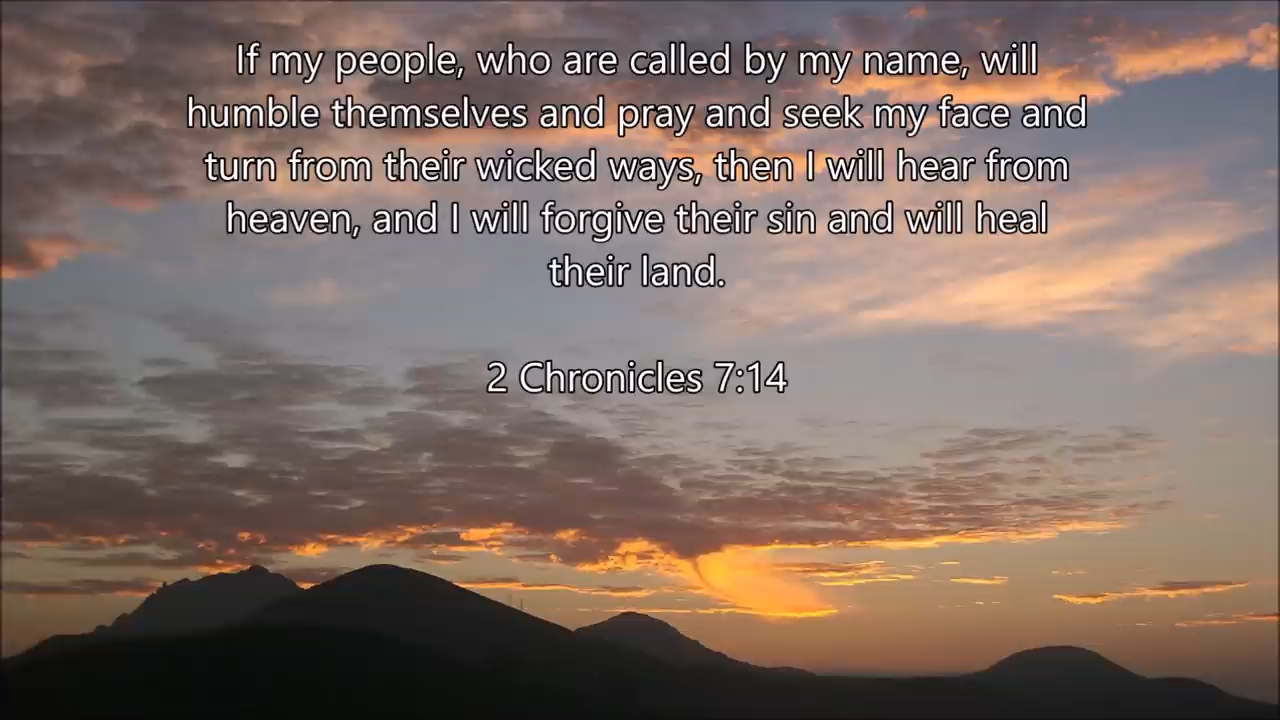 If my people, who are called by my name, will
humble themselves and pray and seek my face and
turn from their wicked ways, then I will hear from
heaven, and I will forgive their sin and will heal
their land.
2 Chronicles 7:14